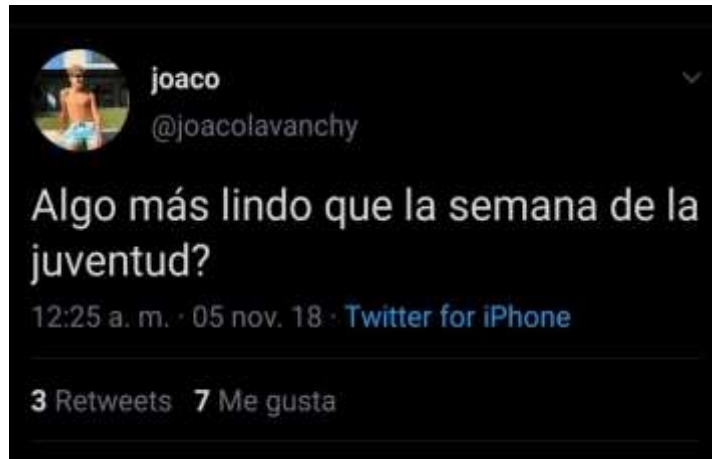 joaco
@joacolavanchy
Algo más lindo que la semana de la
juventud?
12:25 a. m. · 05 nov. 18 · Twitter for iPhone
3 Retweets 7 Me gusta